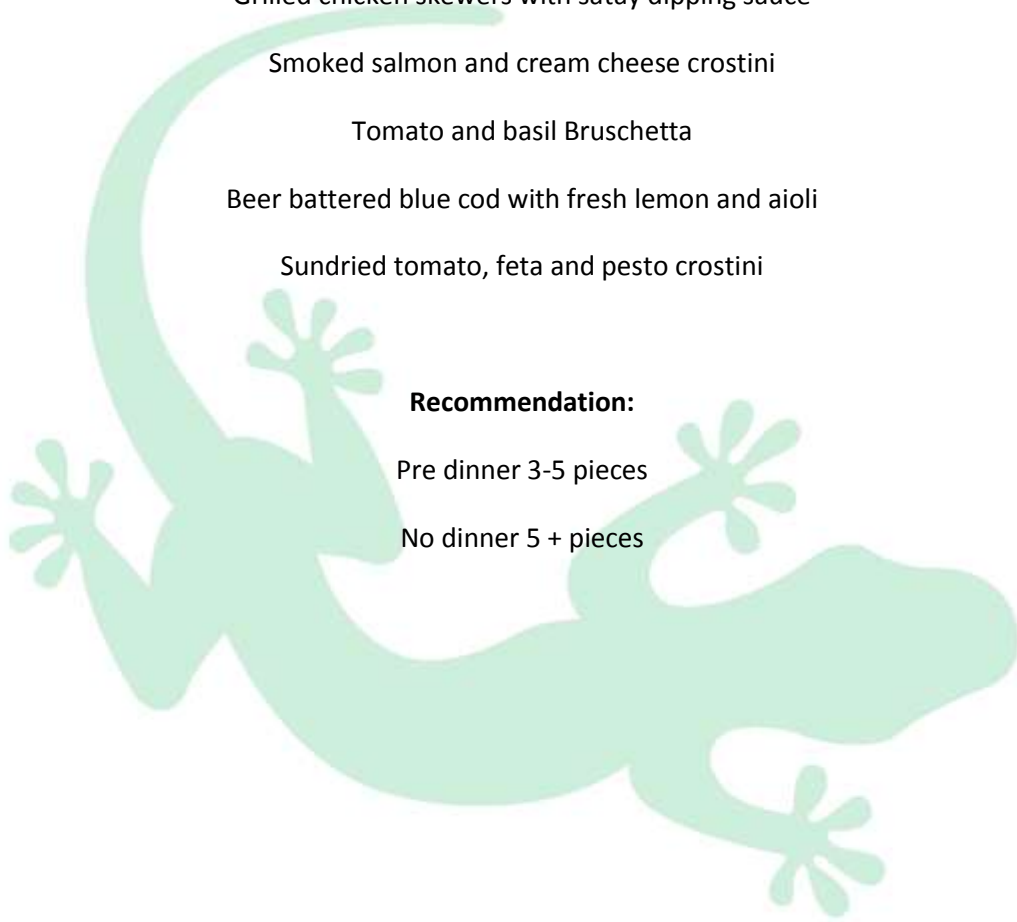 Grilled chicken skewers with satay dipping sauce
Smoked salmon and cream cheese crostini
Tomato and basil Bruschetta
Beer battered blue cod with fresh lemon and aioli
Sundried tomato, feta and pesto crostini
Recommendation:
Pre dinner 3-5 pieces
No dinner 5 + pieces